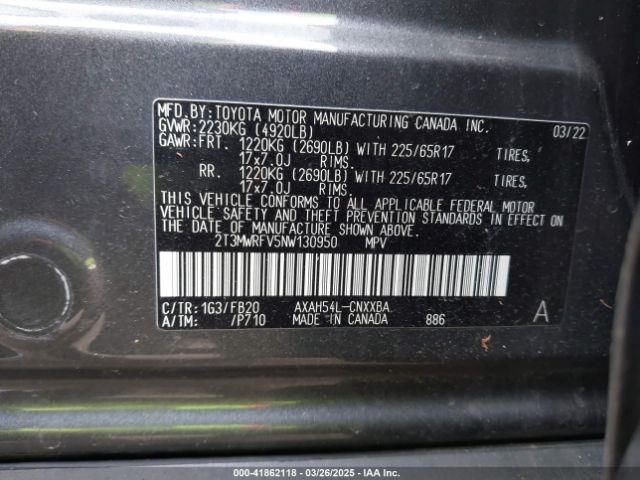 MFD.BY:TOYOTA MOTOR MANUFACTURING CANADA INC. 03/22
GVWR:2230KG (4920LB)
GAWR:FRT. 1220KG (2690LB) WITH 225/65R17 TIRES,
17x7.0J RIMS.
RR. 1220KG (2690LB) WITH 225/65R17 TIRES,
17x7.0J RIMS.
THIS VEHICLE CONFORMS TO ALL APPLICABLE FEDERAL MOTOR
VEHICLE SAFETY AND THEFT PREVENTION STANDARDS IN EFFECT ON
THE DATE OF MANUFACTURE SHOWN ABOVE.
2T3MWRFV5NW130950 MPV
C/TR:1G3/FB20 AXAH54L-CNXXBA
A/TM: /P710 MADE IN CANADA 886 A
000-41862118 — 03/26/2025 — IAA Inc.